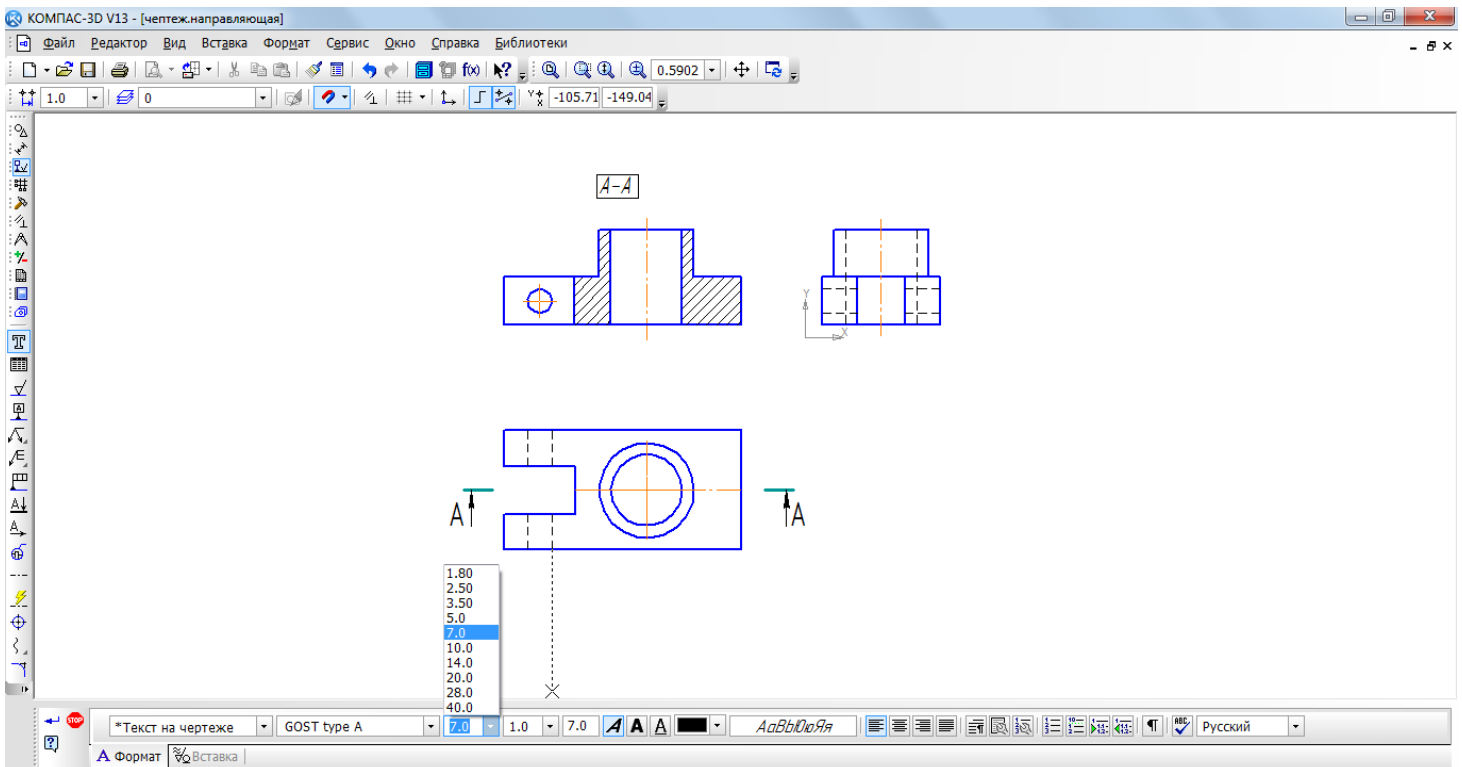 КОМПАС-3D V13 - [чептеж.направляющая]
Файл Редактор Вид Вставка Формат Сервис Окно Справка Библиотеки
f(x) 0.5902
1.0 0 -105.71 -149.04
А-А
Y
X
А А
1.80
2.50
3.50
5.0
7.0
10.0
14.0
20.0
28.0
40.0
STOP *Текст на чертеже GOST type A 7.0 1.0 7.0 А А А АаВbЮюЯя ABC Русский
А Формат Вставка